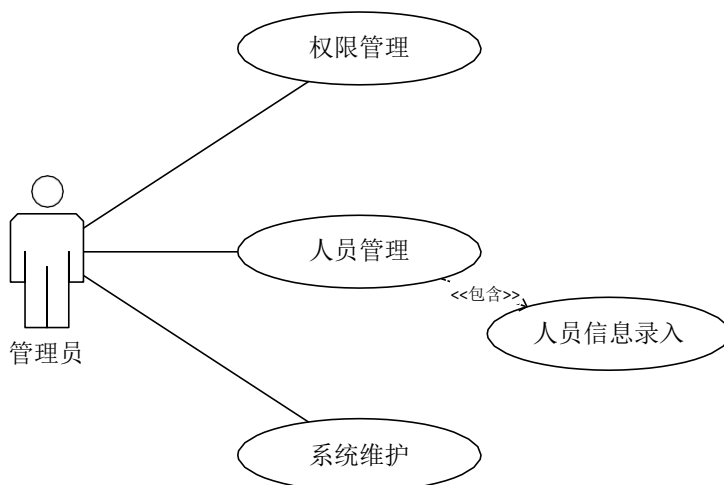 权限管理
人员管理
<<包含>>
人员信息录入
管理员
系统维护